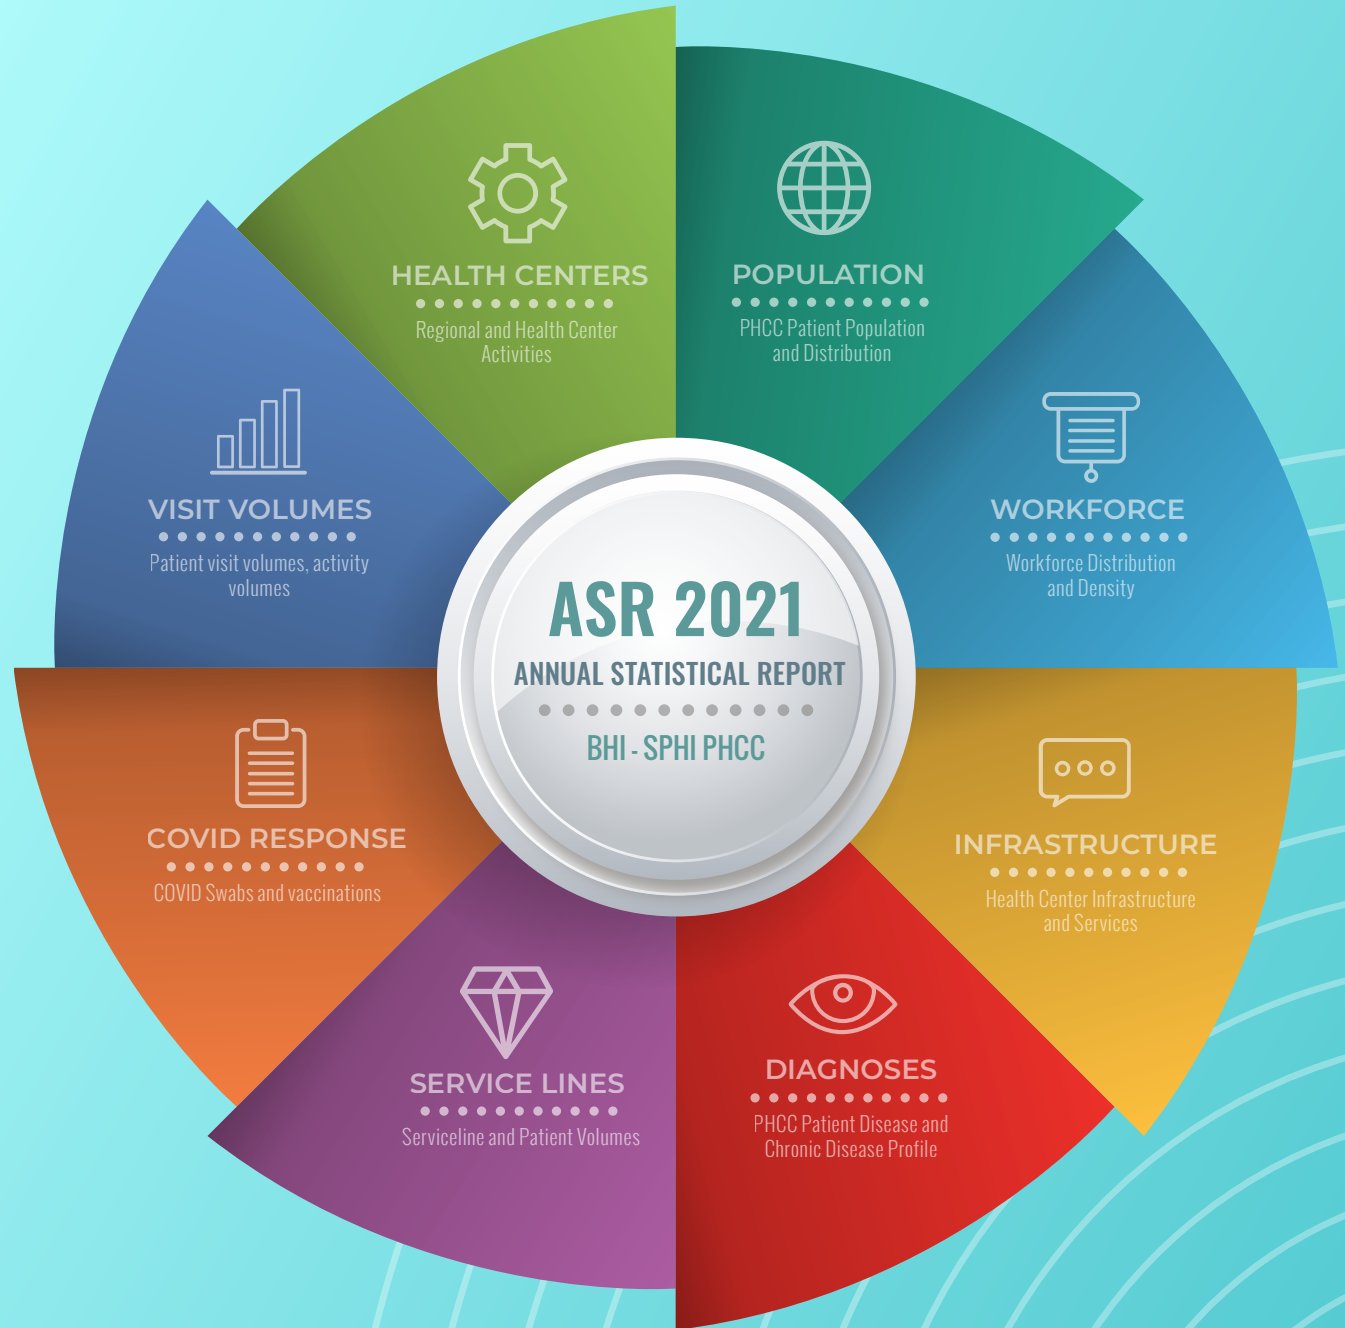 HEALTH CENTERS
Regional and Health Center
Activities
POPULATION
PHCC Patient Population
and Distribution
VISIT VOLUMES
Patient visit volumes, activity
volumes
WORKFORCE
Workforce Distribution
and Density
ASR 2021
ANNUAL STATISTICAL REPORT
BHI - SPHI PHCC
COVID RESPONSE
COVID Swabs and vaccinations
INFRASTRUCTURE
Health Center Infrastructure
and Services
SERVICE LINES
Serviceline and Patient Volumes
DIAGNOSES
PHCC Patient Disease and
Chronic Disease Profile